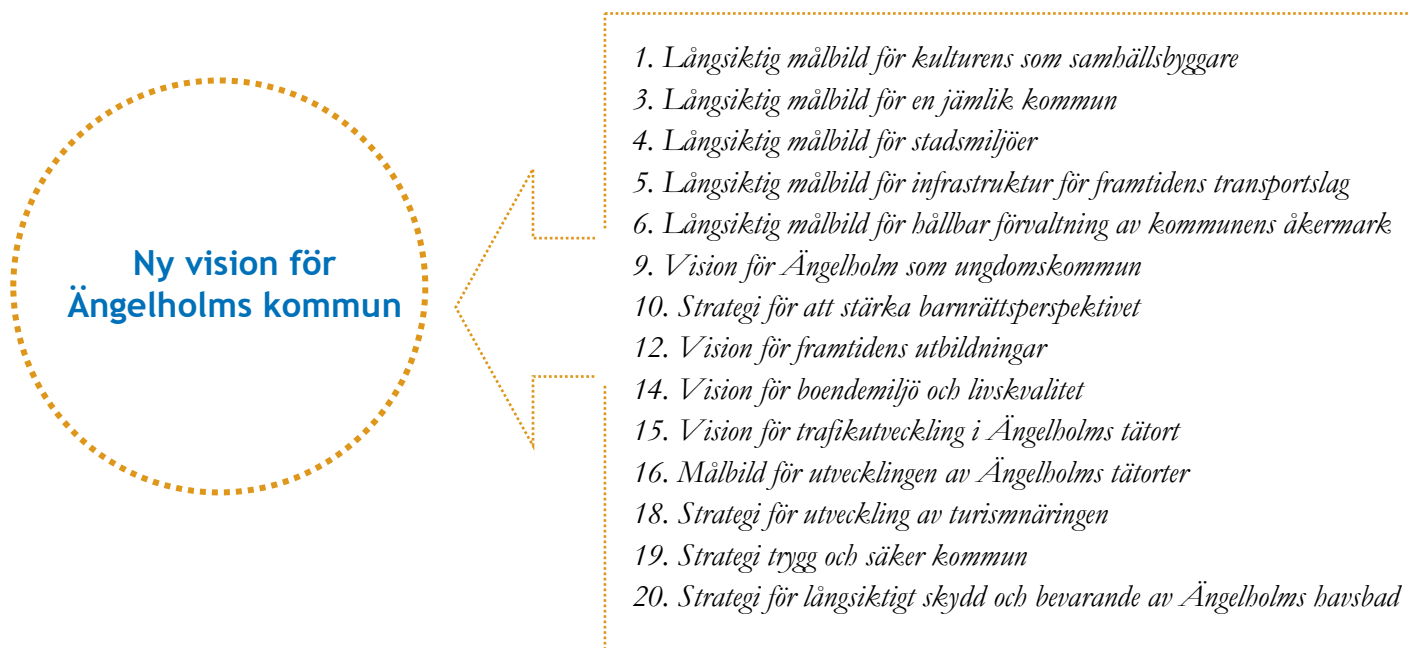 Ny vision för
Ängelholms kommun
1. Långsiktig målbild för kulturens som samhällsbyggare
3. Långsiktig målbild för en jämlik kommun
4. Långsiktig målbild för stadsmiljöer
5. Långsiktig målbild för infrastruktur för framtidens transportslag
6. Långsiktig målbild för hållbar förvaltning av kommunens åkermark
9. Vision för Ängelholm som ungdomskommun
10. Strategi för att stärka barnrättsperspektivet
12. Vision för framtidens utbildningar
14. Vision för boendemiljö och livskvalitet
15. Vision för trafikutveckling i Ängelholms tätort
16. Målbild för utvecklingen av Ängelholms tätorter
18. Strategi för utveckling av turismnäringen
19. Strategi trygg och säker kommun
20. Strategi för långsiktigt skydd och bevarande av Ängelholms havsbad